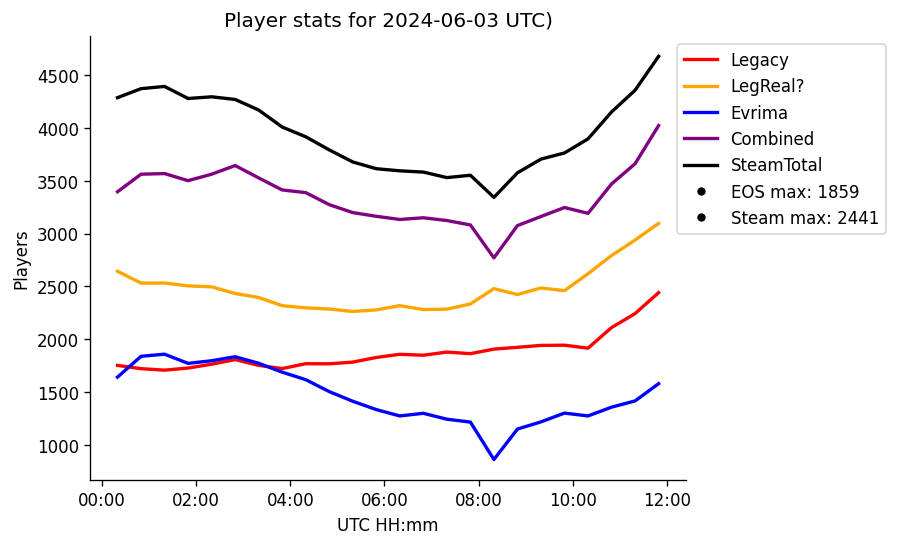 Player stats for 2024-06-03 UTC)
Players
4500
4000
3500
3000
2500
2000
1500
1000
00:00 02:00 04:00 06:00 08:00 10:00 12:00
UTC HH:mm
Legacy
LegReal?
Evrima
Combined
SteamTotal
EOS max: 1859
Steam max: 2441